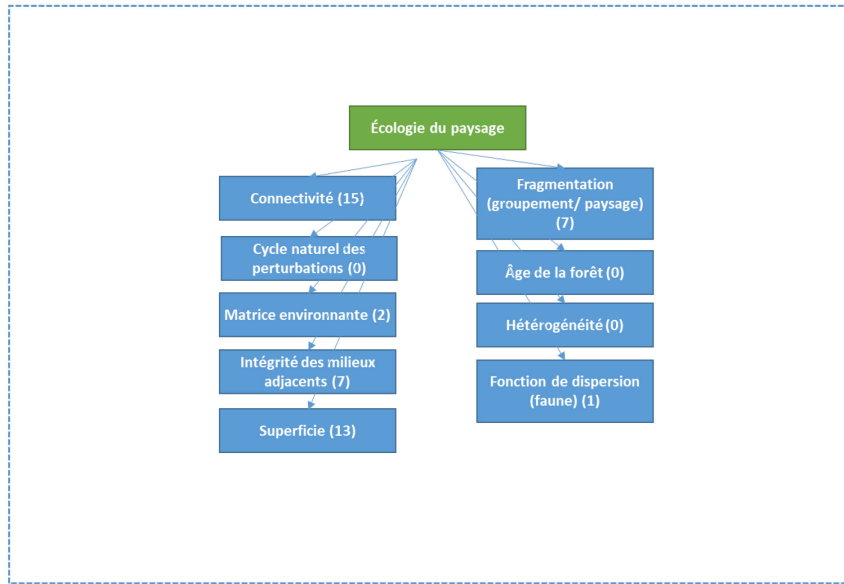 Écologie du paysage
Connectivité (15)
Cycle naturel des
perturbations (0)
Matrice environnante (2)
Intégrité des milieux
adjacents (7)
Superficie (13)
Fragmentation
(groupement/ paysage)
(7)
Âge de la forêt (0)
Hétérogénéité (0)
Fonction de dispersion
(faune) (1)